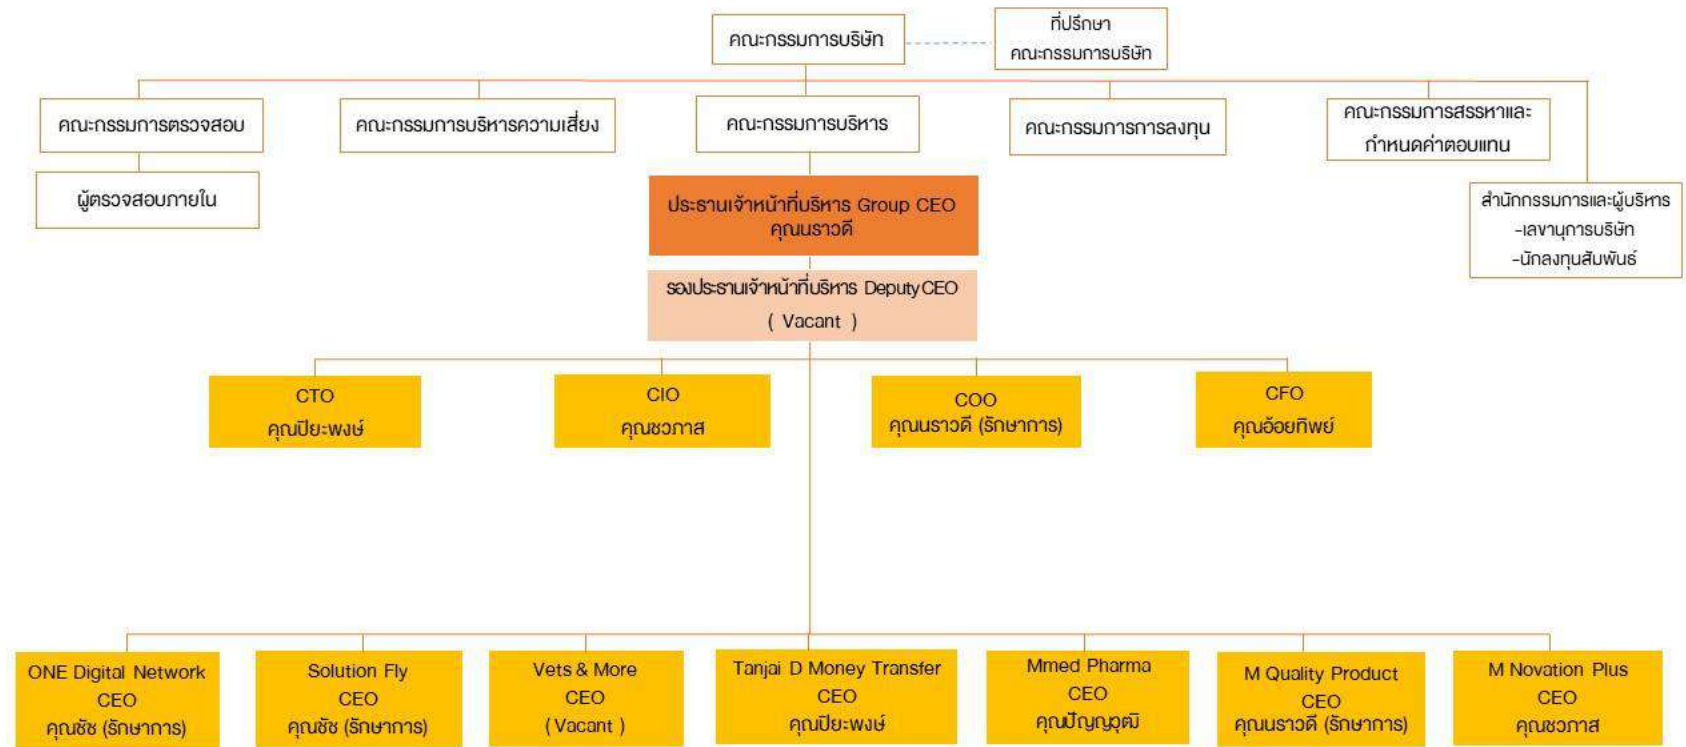 คณะกรรมการบริษัท
ที่ปรึกษา
คณะกรรมการบริษัท
คณะกรรมการตรวจสอบ
คณะกรรมการบริหารความเสี่ยง
คณะกรรมการบริหาร
คณะกรรมการการลงทุน
คณะกรรมการสรรหาและ
กำหนดค่าตอบแทน
ผู้ตรวจสอบภายใน
สำนักกรรมการและผู้บริหาร
-เลขานุการบริษัท
-นักลงทุนสัมพันธ์
ประธานเจ้าหน้าที่บริหาร Group CEO
คุณนราวดี
รองประธานเจ้าหน้าที่บริหาร DeputyCEO
( Vacant )
CTO
คุณปิยะพงษ์
CIO
คุณชวภาส
COO
คุณนราวดี (รักษาการ)
CFO
คุณอ้อยทิพย์
ONE Digital Network
CEO
คุณชัช (รักษาการ)
Solution Fly
CEO
คุณชัช (รักษาการ)
Vets & More
CEO
( Vacant )
Tanjai D Money Transfer
CEO
คุณปิยะพงษ์
Mmed Pharma
CEO
คุณปัญญวุฒิ
M Quality Product
CEO
คุณนราวดี (รักษาการ)
M Novation Plus
CEO
คุณชวภาส